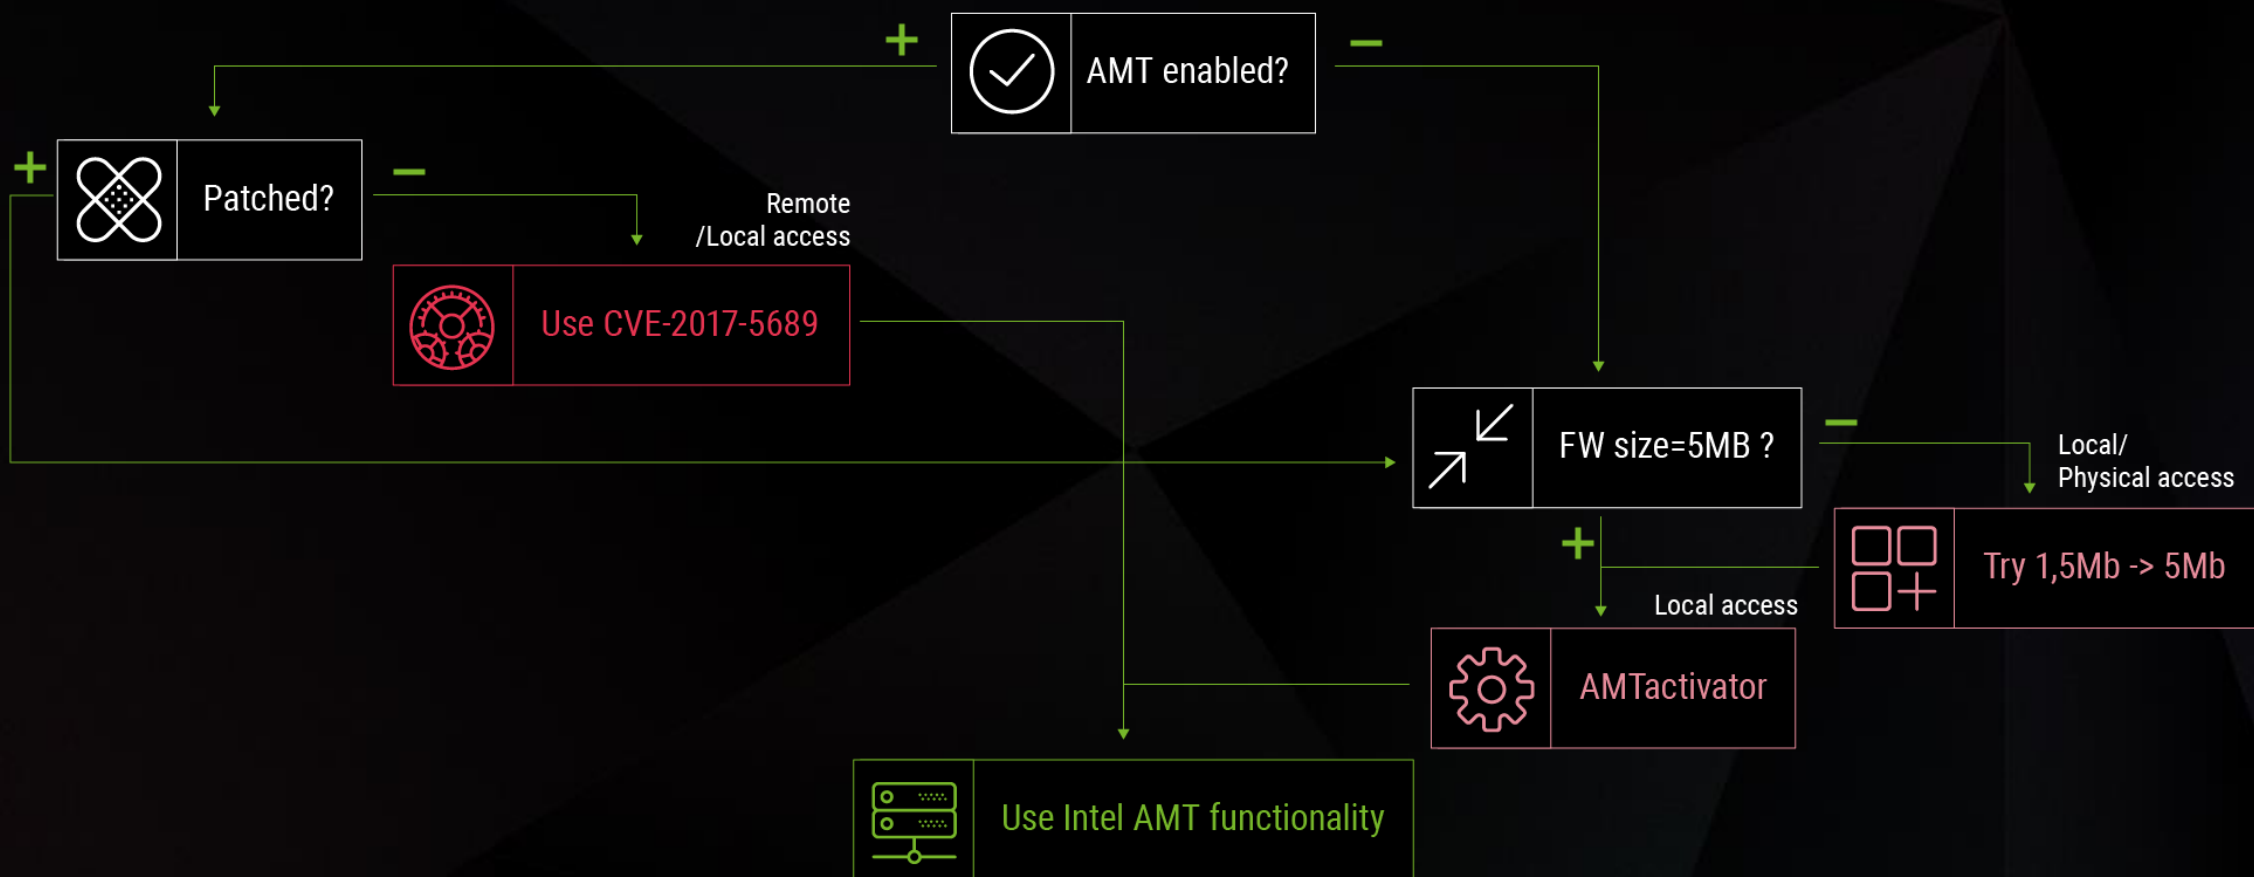 +
AMT enabled?
−
+
Patched?
−
Remote
/Local access
Use CVE-2017-5689
FW size=5MB ?
−
Local/
Physical access
+
Try 1,5Mb -> 5Mb
Local access
AMTactivator
Use Intel AMT functionality